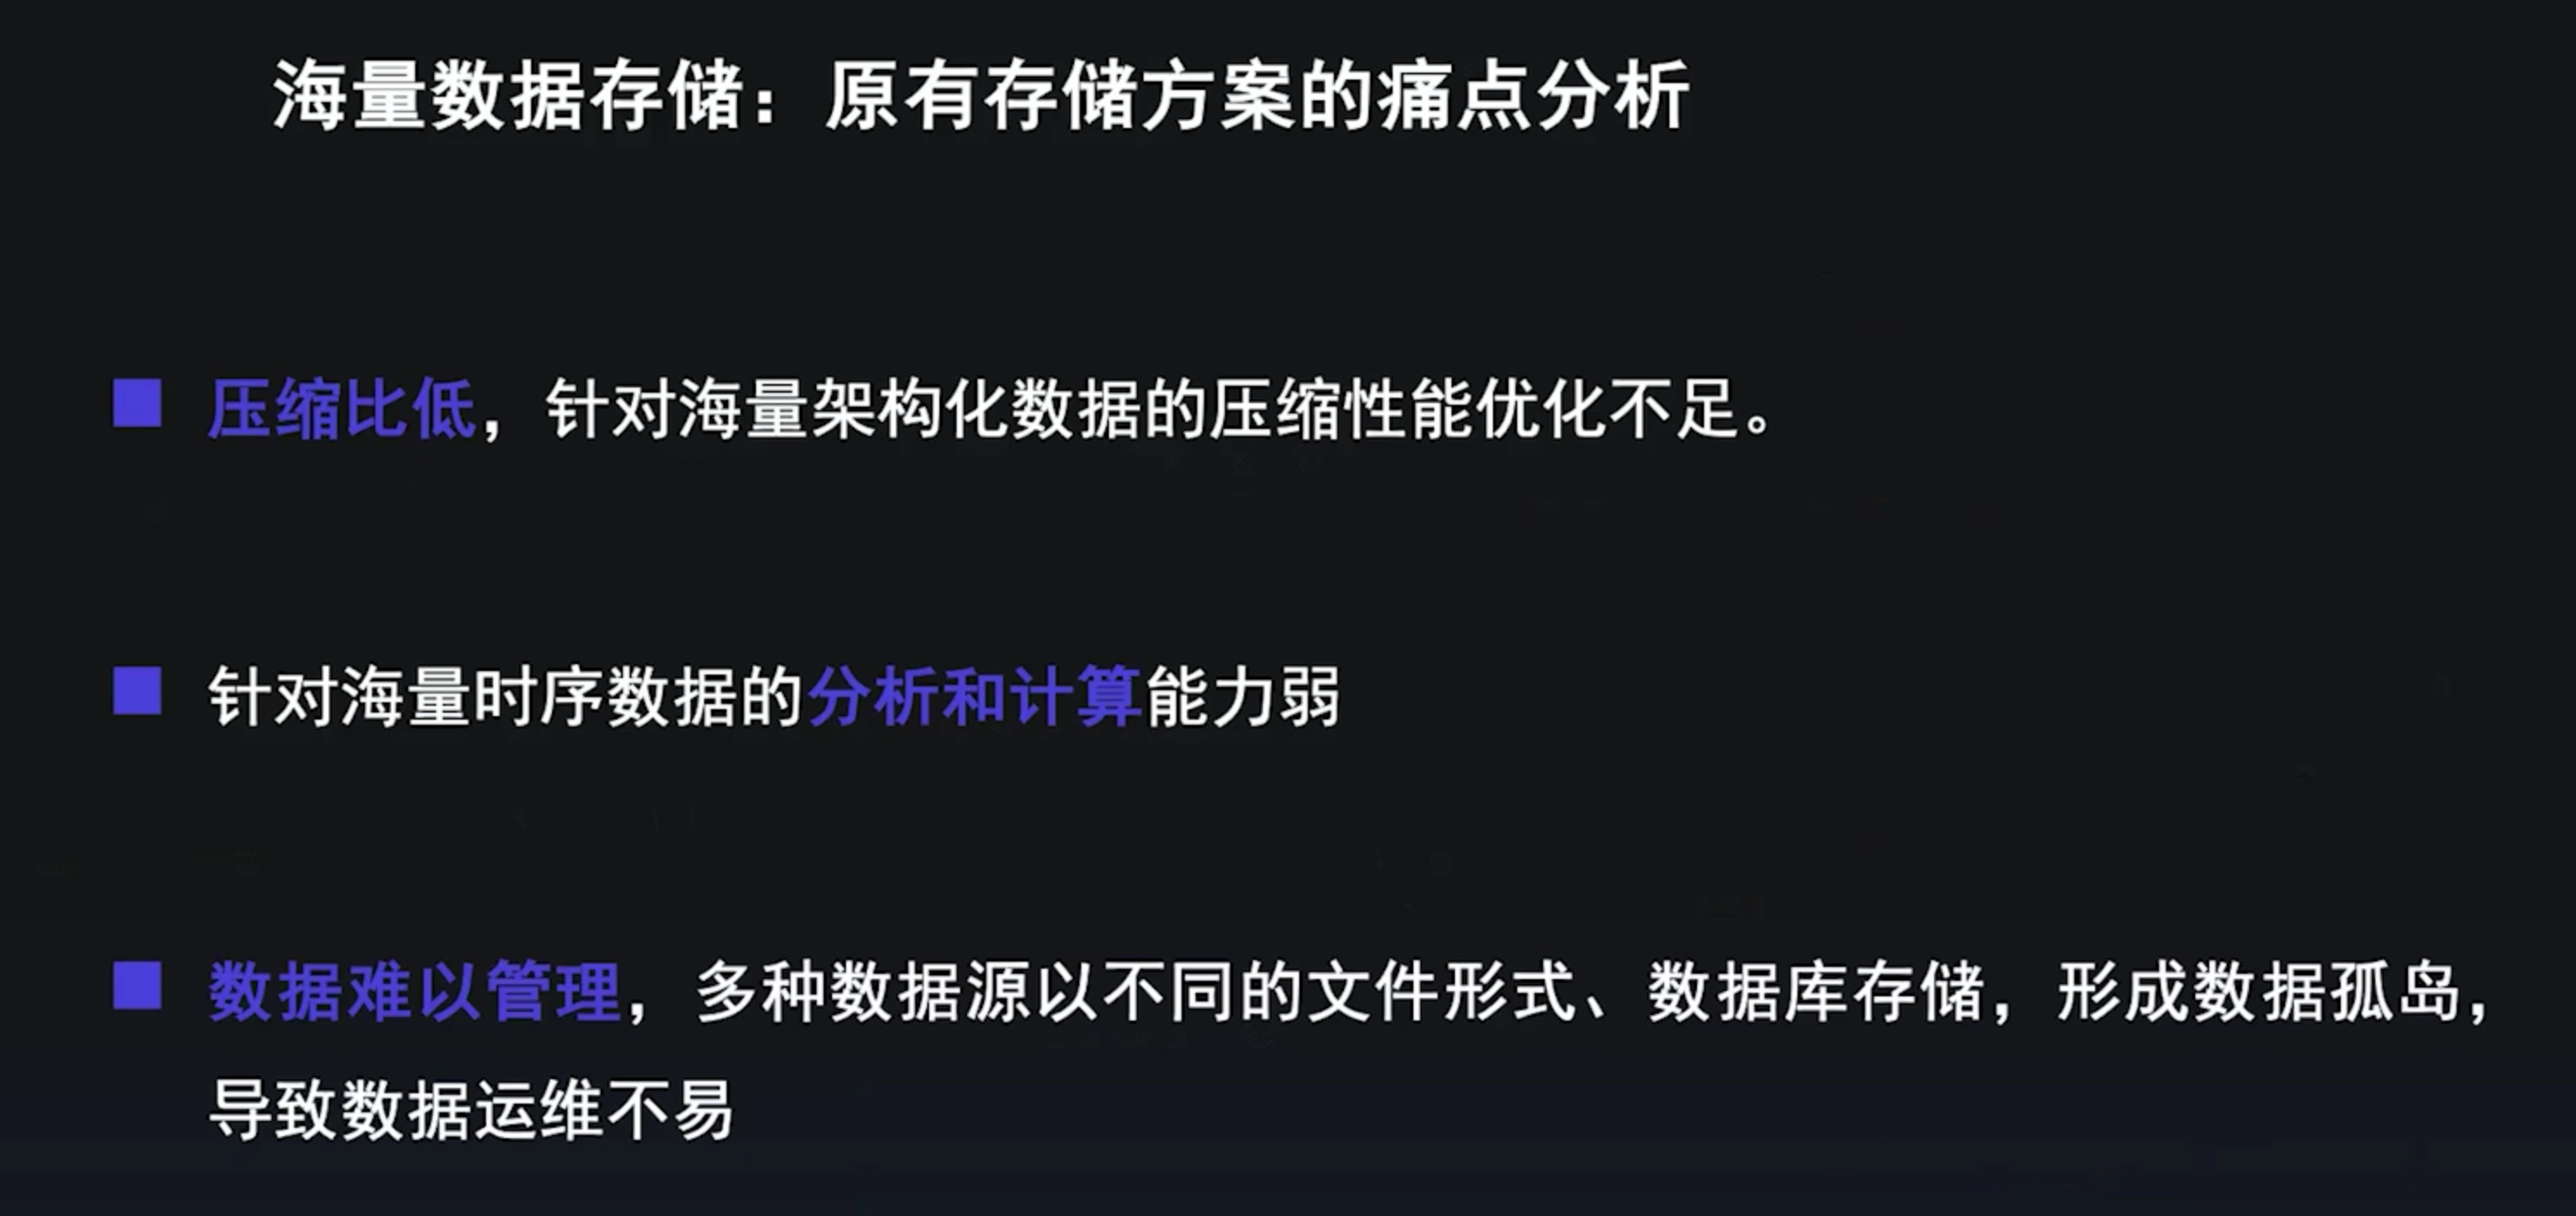 海量数据存储：原有存储方案的痛点分析
压缩比低，针对海量架构化数据的压缩性能优化不足。
针对海量时序数据的分析和计算能力弱
数据难以管理，多种数据源以不同的文件形式、数据库存储，形成数据孤岛，
导致数据运维不易